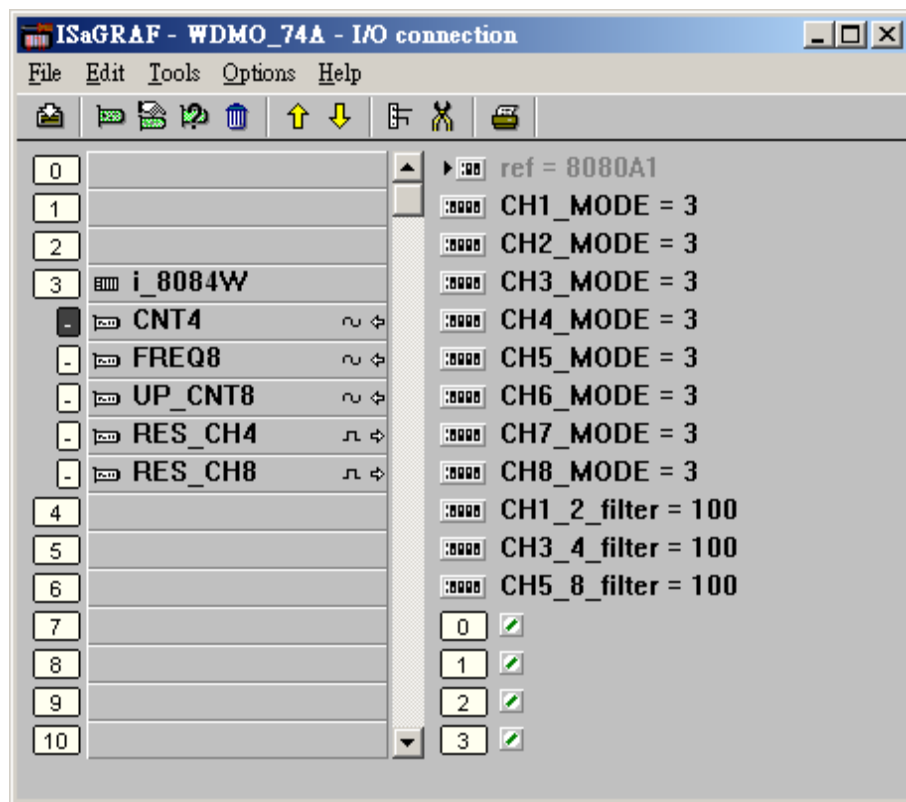 ISaGRAF - WDMO_74A - I/O connection
File Edit Tools Options Help
0
1
2
3 i_8084W
- CNT4
- FREQ8
- UP_CNT8
- RES_CH4
- RES_CH8
4
5
6
7
8
9
10
ref = 8080A1
CH1_MODE = 3
CH2_MODE = 3
CH3_MODE = 3
CH4_MODE = 3
CH5_MODE = 3
CH6_MODE = 3
CH7_MODE = 3
CH8_MODE = 3
CH1_2_filter = 100
CH3_4_filter = 100
CH5_8_filter = 100
0
1
2
3